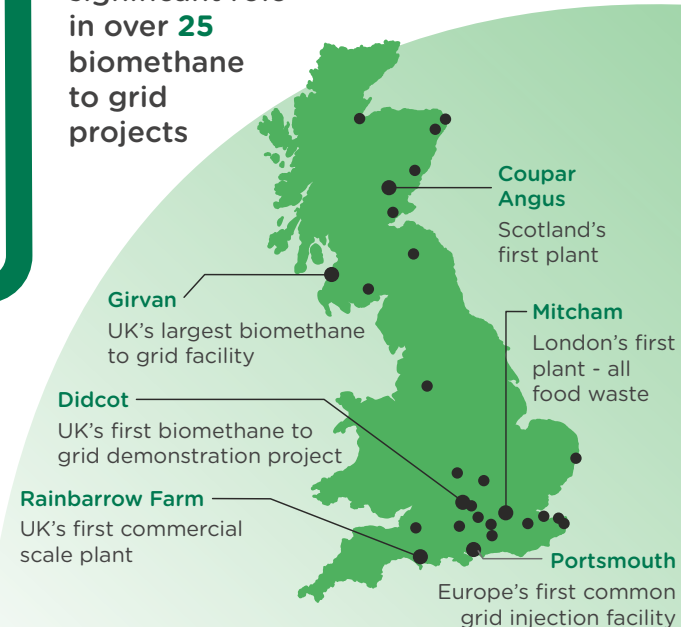 significant role
in over 25
biomethane
to grid
projects
Coupar
Angus
Scotland's
first plant
Girvan
UK's largest biomethane
to grid facility
Mitcham
London's first
plant - all
food waste
Didcot
UK's first biomethane to
grid demonstration project
Rainbarrow Farm
UK's first commercial
scale plant
Portsmouth
Europe's first common
grid injection facility